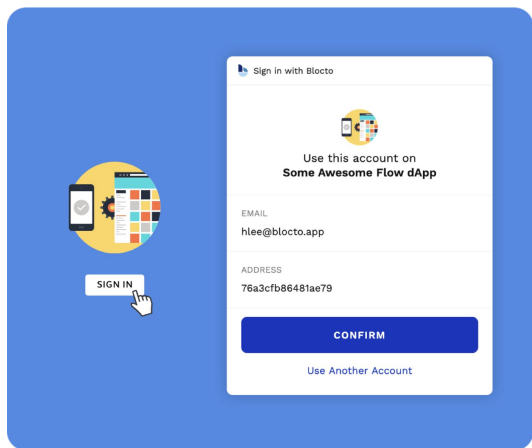 SIGN IN
Sign in with Blocto
Use this account on
Some Awesome Flow dApp
EMAIL
hlee@blocto.app
ADDRESS
76a3cfb86481ae79
CONFIRM
Use Another Account